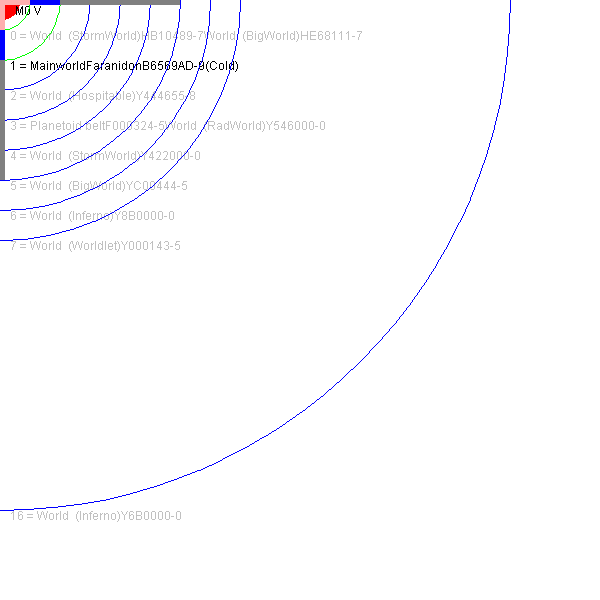 M0 V
0 = World  (StormWorld)HB10489-7World  (BigWorld)HE68111-7
1 = MainworldFaranidonB6569AD-9(Cold)
2 = World  (Hospitable)Y444655-8
3 = Planetoid beltF000324-5World  (RadWorld)Y546000-0
4 = World  (StormWorld)Y422000-0
5 = World  (BigWorld)YC00444-5
6 = World  (Inferno)Y8B0000-0
7 = World  (Worldlet)Y000143-5
16 = World  (Inferno)Y6B0000-0